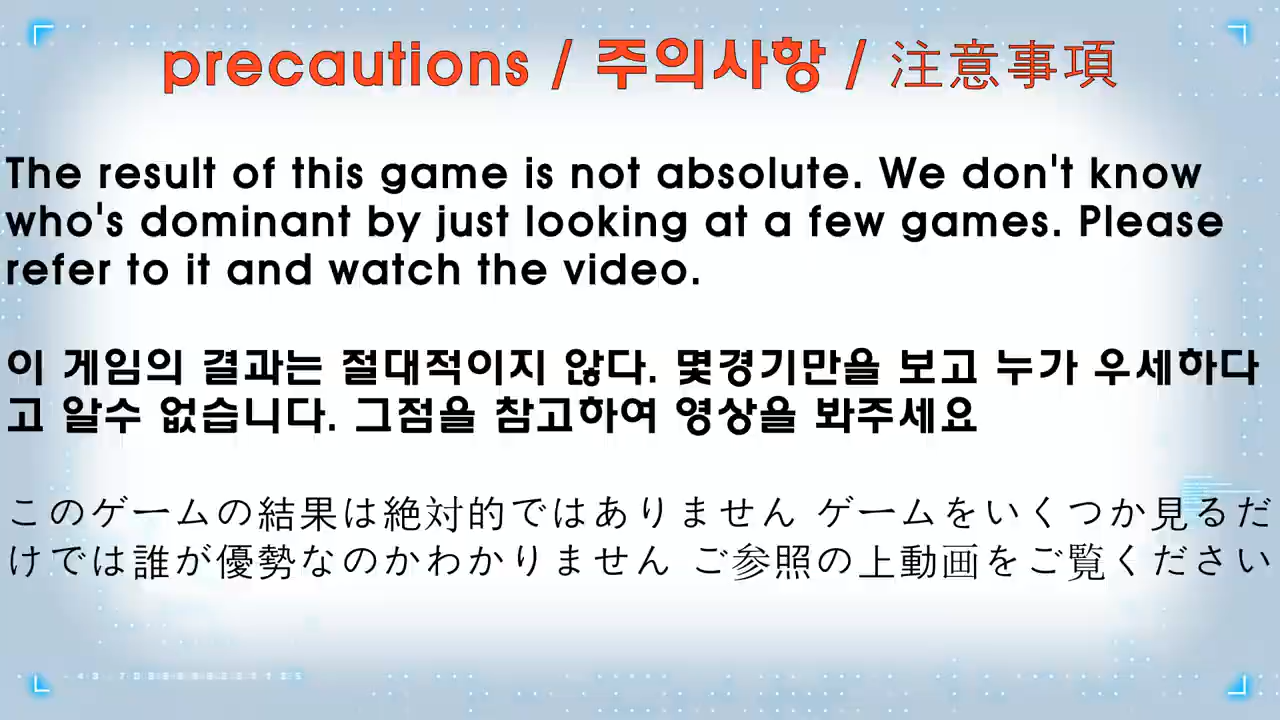 precautions / 주의사항 / 注意事項
The result of this game is not absolute. We don't know
who's dominant by just looking at a few games. Please
refer to it and watch the video.
이 게임의 결과는 절대적이지 않다. 몇경기만을 보고 누가 우세하다
고 알수 없습니다. 그점을 참고하여 영상을 봐주세요
このゲームの結果は絶対的ではありません ゲームをいくつか見るだ
けでは誰が優勢なのかわかりません ご参照の上動画をご覧ください